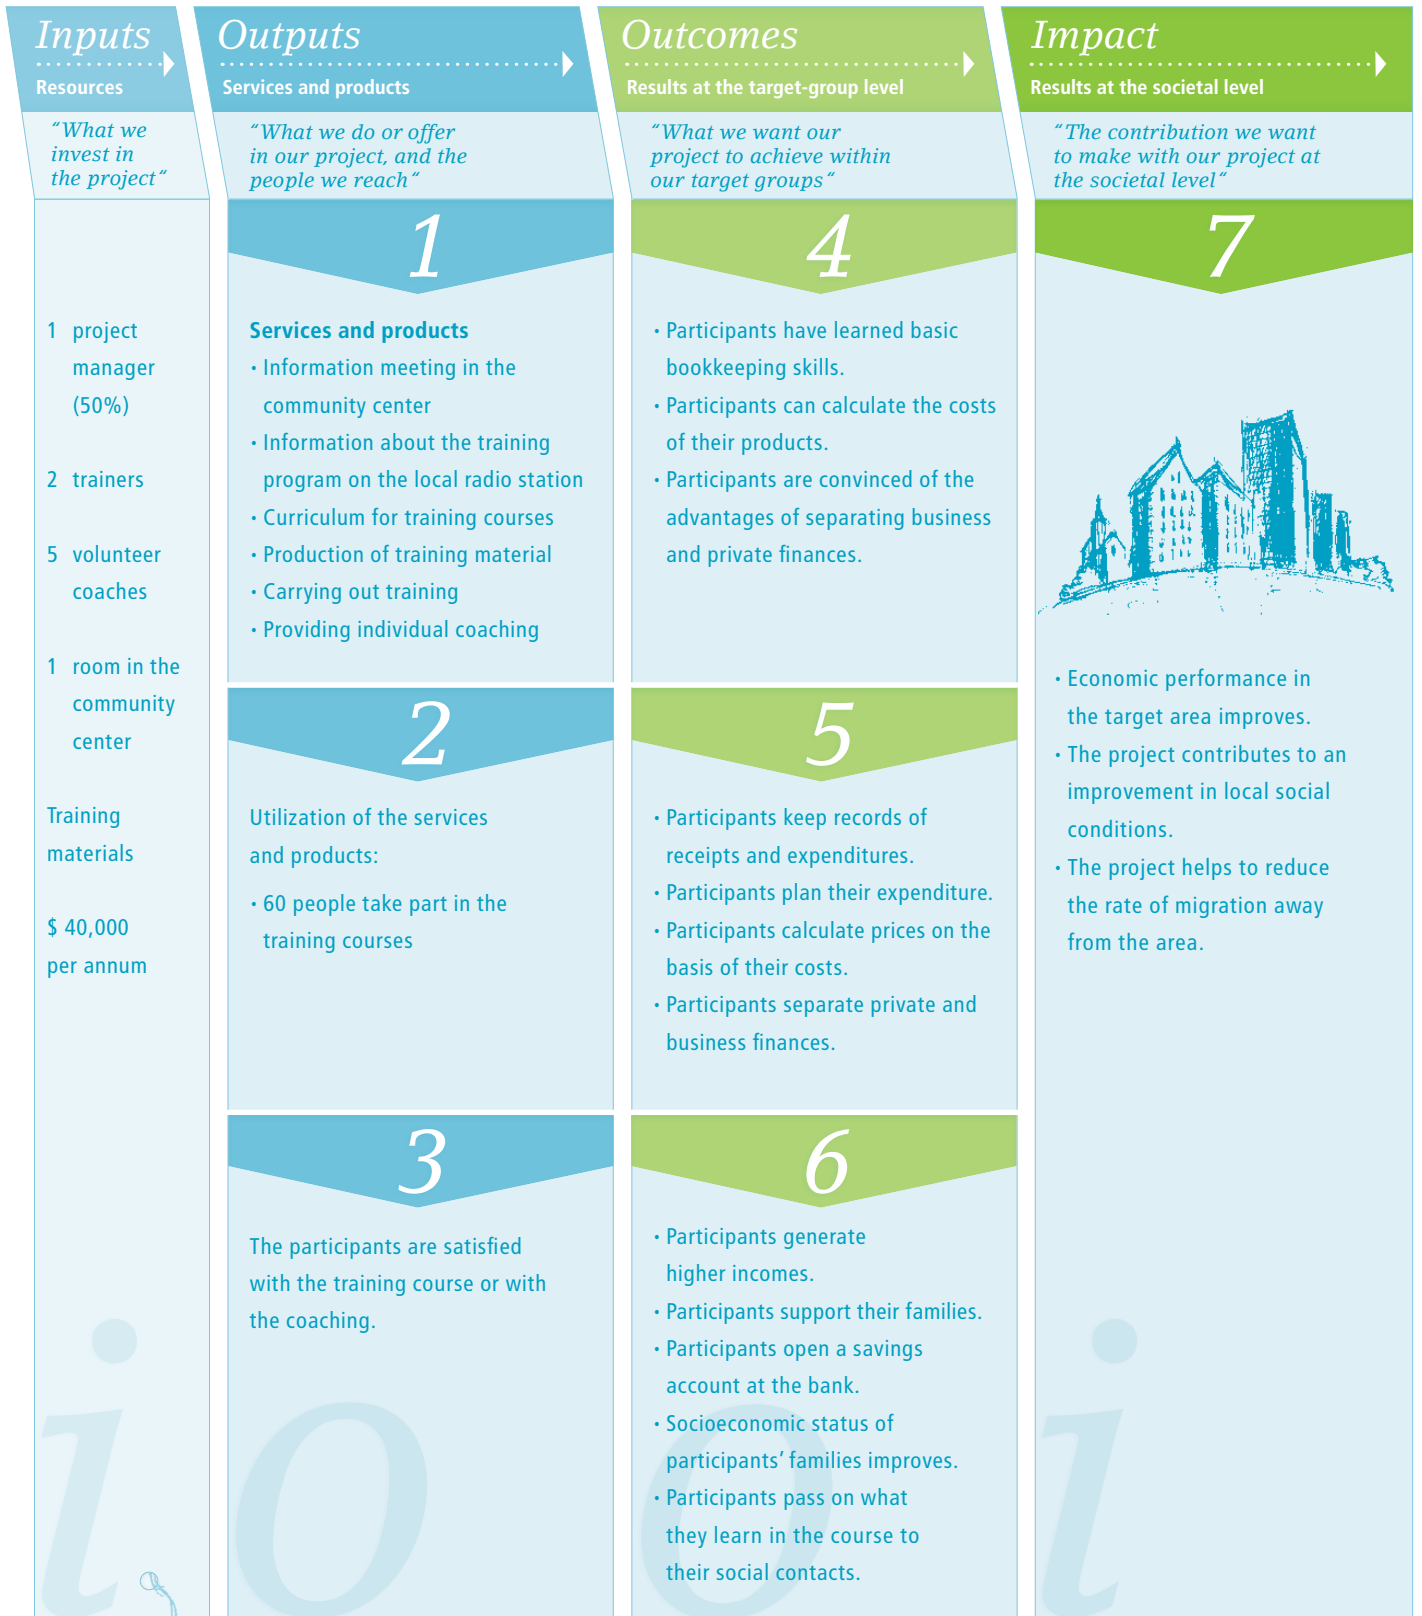 Inputs
Resources
"What we
invest in
the project"
1 project
manager
(50%)
2 trainers
5 volunteer
coaches
1 room in the
community
center
Training
materials
$ 40,000
per annum
Outputs
Services and products
"What we do or offer
in our project, and the
people we reach"
1
Services and products
• Information meeting in the
community center
• Information about the training
program on the local radio station
• Curriculum for training courses
• Production of training material
• Carrying out training
• Providing individual coaching
2
Utilization of the services
and products:
• 60 people take part in the
training courses
3
The participants are satisfied
with the training course or with
the coaching.
Outcomes
Results at the target-group level
"What we want our
project to achieve within
our target groups"
4
• Participants have learned basic
bookkeeping skills.
• Participants can calculate the costs
of their products.
• Participants are convinced of the
advantages of separating business
and private finances.
5
• Participants keep records of
receipts and expenditures.
• Participants plan their expenditure.
• Participants calculate prices on the
basis of their costs.
• Participants separate private and
business finances.
6
• Participants generate
higher incomes.
• Participants support their families.
• Participants open a savings
account at the bank.
• Socioeconomic status of
participants' families improves.
• Participants pass on what
they learn in the course to
their social contacts.
Impact
Results at the societal level
"The contribution we want
to make with our project at
the societal level"
7
• Economic performance in
the target area improves.
• The project contributes to an
improvement in local social
conditions.
• The project helps to reduce
the rate of migration away
from the area.
i o o i